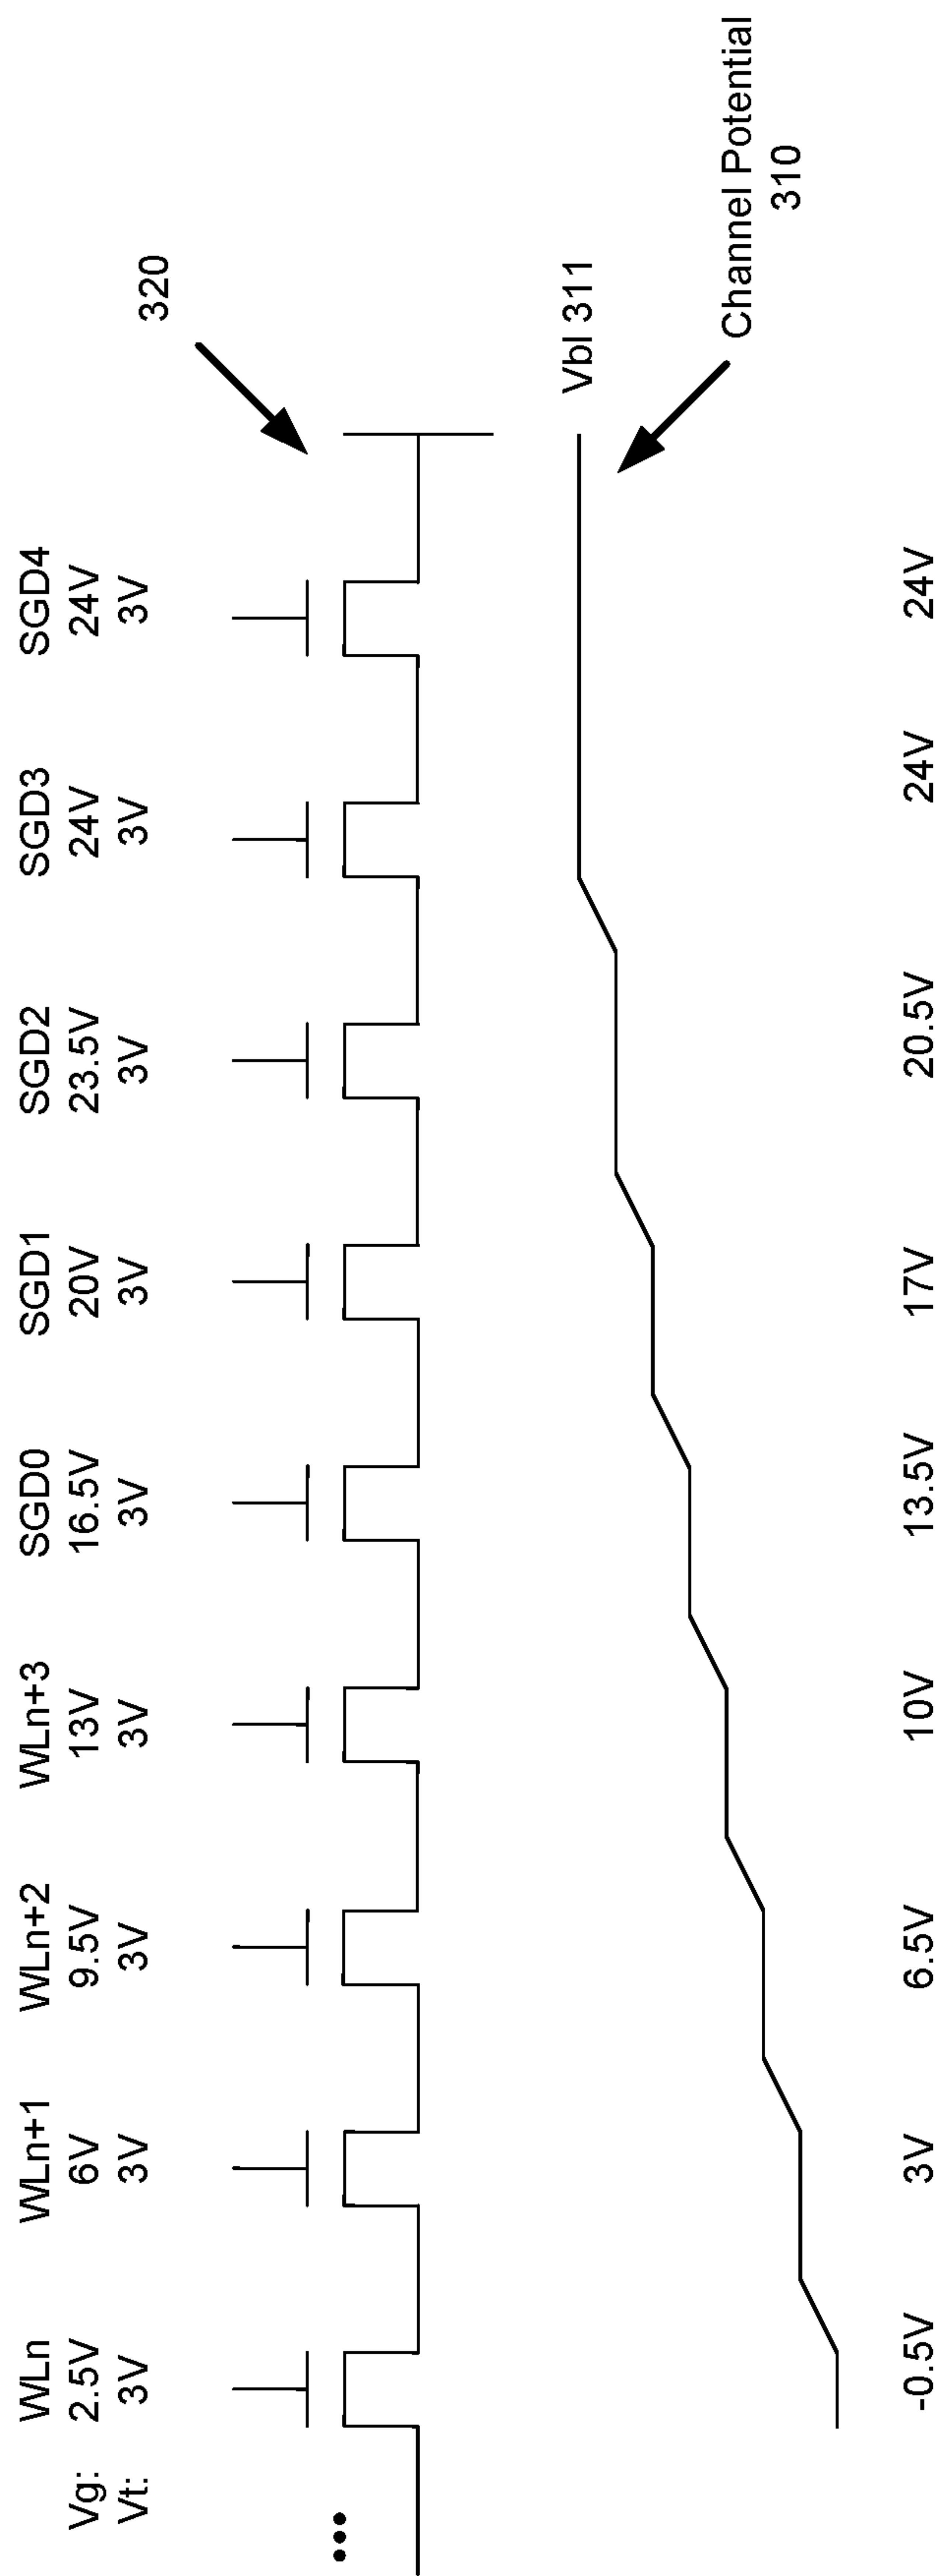 WLn WLn+1 WLn+2 WLn+3 SGD0 SGD1 SGD2 SGD3 SGD4
Vg: 2.5V 6V 9.5V 13V 16.5V 20V 23.5V 24V 24V
Vt: 3V 3V 3V 3V 3V 3V 3V 3V 3V
320
Vbl 311
Channel Potential
310
-0.5V 3V 6.5V 10V 13.5V 17V 20.5V 24V 24V